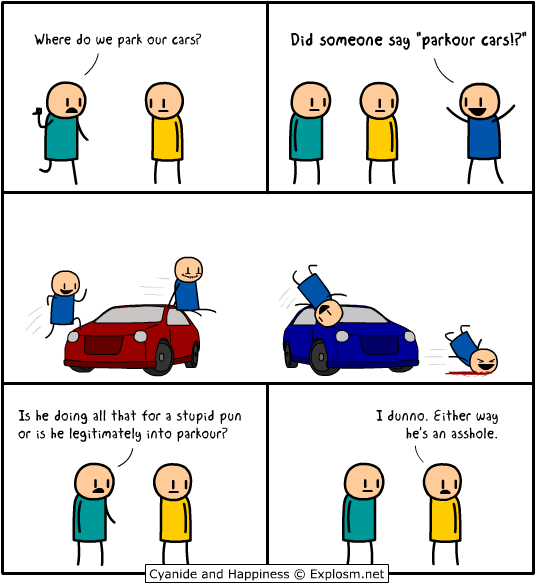 Where do we park our cars?
Did someone say "parkour cars!?"
Is he doing all that for a stupid pun
or is he legitimately into parkour?
I dunno. Either way
he's an asshole.
Cyanide and Happiness © Explosm.net